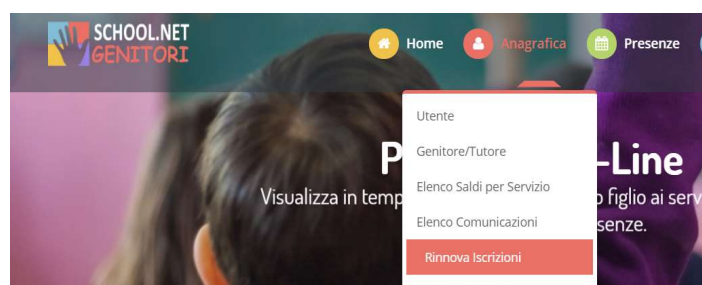 SCHOOL.NET
GENITORI
Home Anagrafica Presenze
Utente
Genitore/Tutore
Elenco Saldi per Servizio
Elenco Comunicazioni
Rinnova Iscrizioni
P -Line
Visualizza in temp o figlio ai serv
senze.